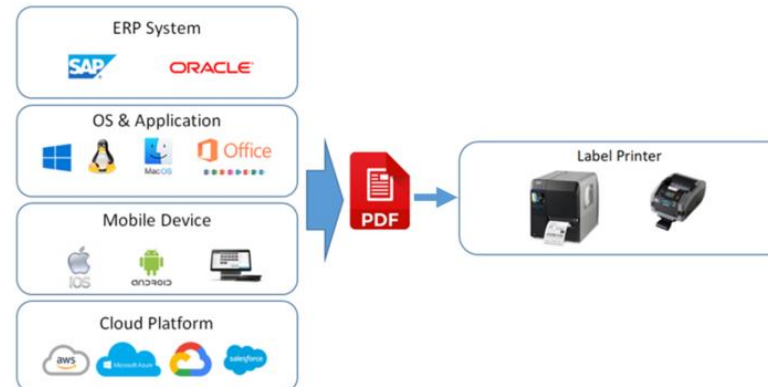 ERP System
SAP ORACLE
OS & Application
MacOS Office
Mobile Device
iOS ANDROID
Cloud Platform
aws Microsoft Azure salesforce
PDF
Label Printer